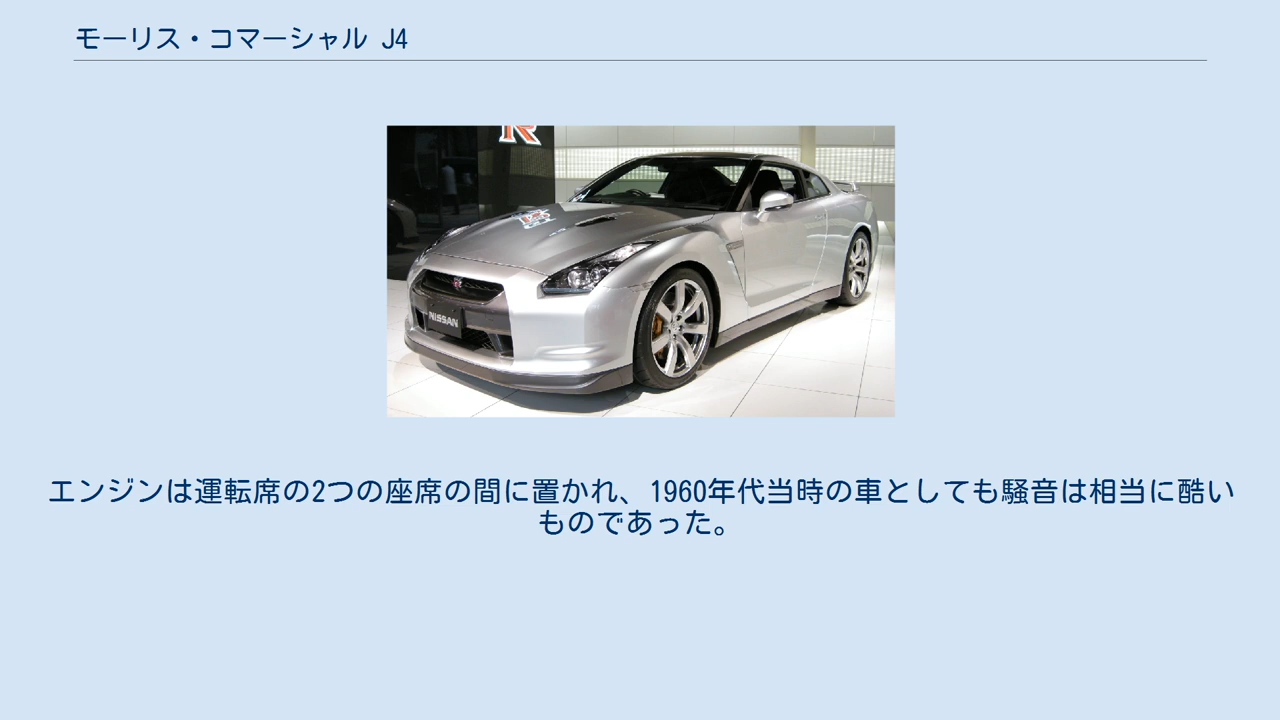 モーリス・コマーシャル J4
R
NISSAN
エンジンは運転席の2つの座席の間に置かれ、1960年代当時の車としても騒音は相当に酷い
ものであった。